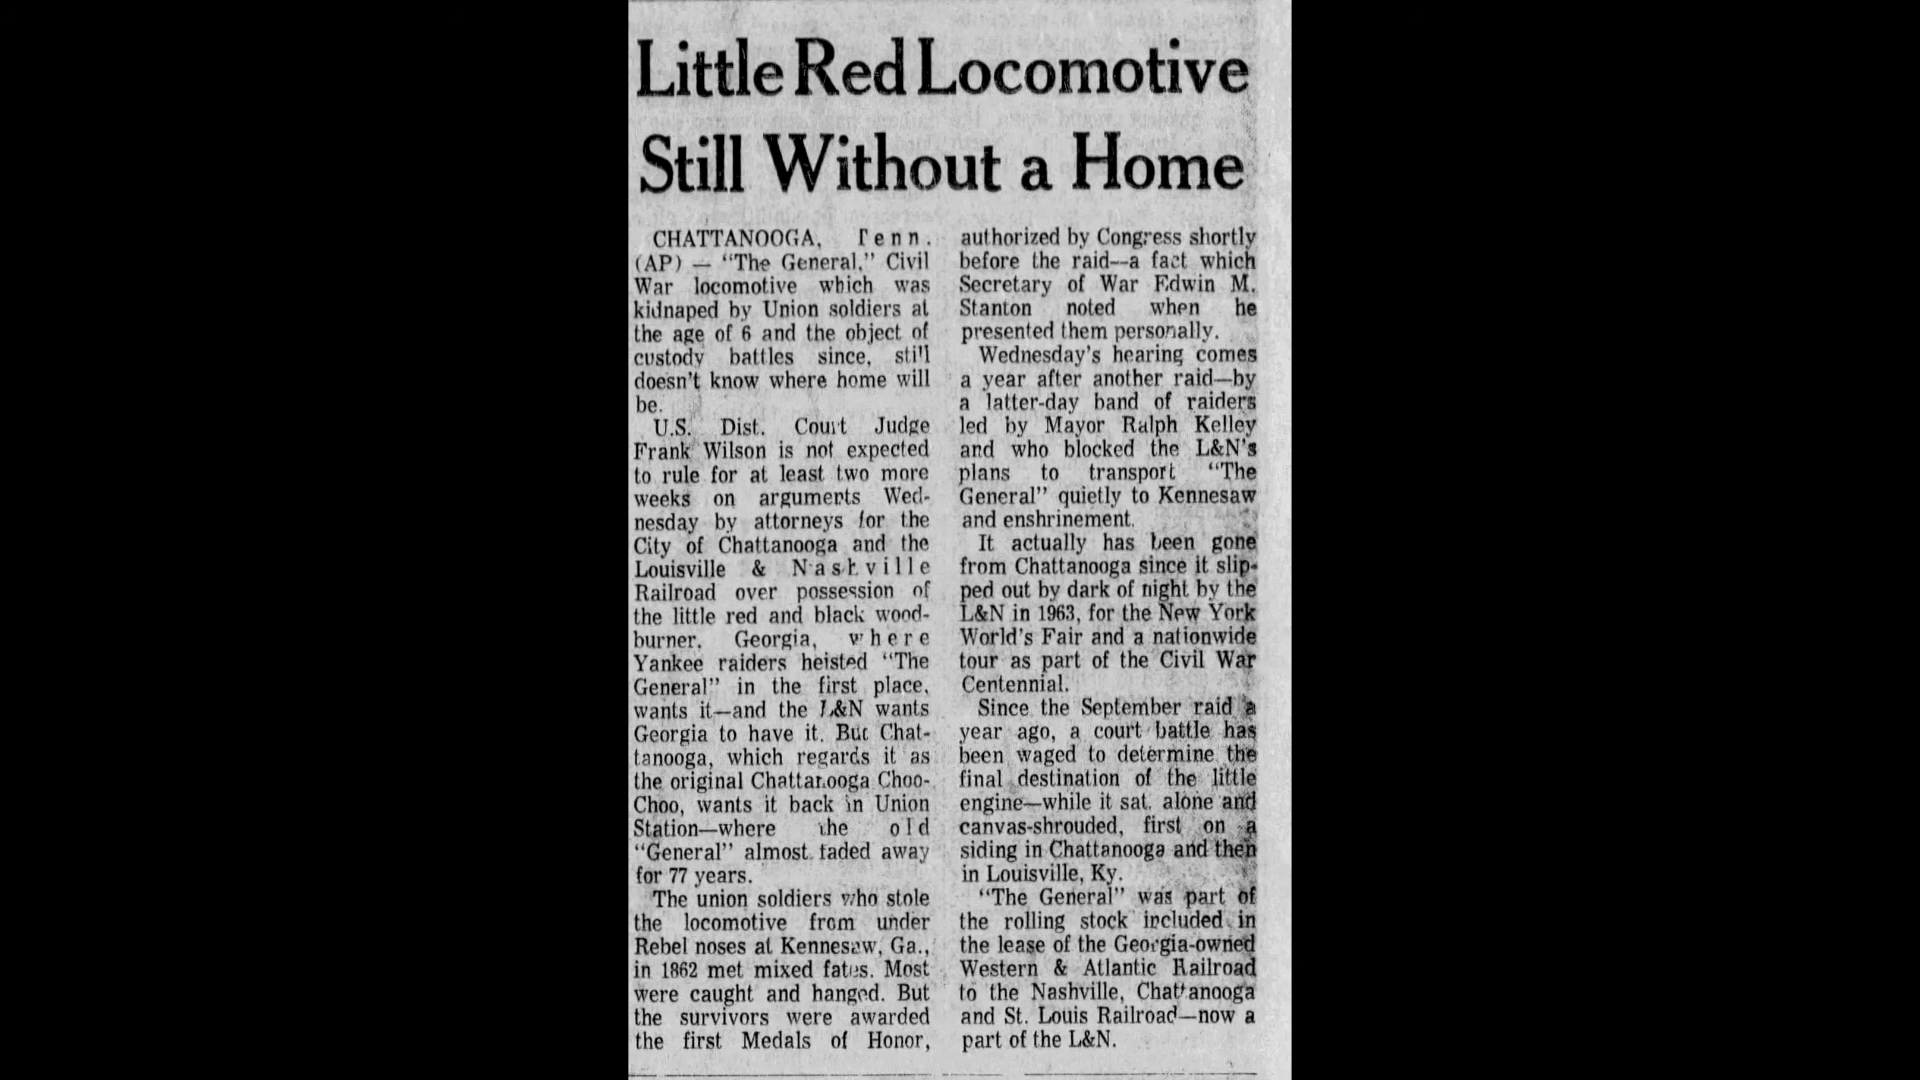 Little Red Locomotive
Still Without a Home
CHATTANOOGA, Tenn.
(AP) — "The General," Civil
War locomotive which was
kidnaped by Union soldiers at
the age of 6 and the object of
custody battles since, still
doesn't know where home will
be.
U.S. Dist. Court Judge
Frank Wilson is not expected
to rule for at least two more
weeks on arguments Wed-
nesday by attorneys for the
City of Chattanooga and the
Louisville & Nashville
Railroad over possession of
the little red and black wood-
burner. Georgia, where
Yankee raiders heisted "The
General" in the first place,
wants it—and the L&N wants
Georgia to have it. But Chat-
tanooga, which regards it as
the original Chattanooga Choo-
Choo, wants it back in Union
Station—where the old
"General" almost faded away
for 77 years.
The union soldiers who stole
the locomotive from under
Rebel noses at Kennesaw, Ga.,
in 1862 met mixed fates. Most
were caught and hanged. But
the survivors were awarded
the first Medals of Honor,
authorized by Congress shortly
before the raid--a fact which
Secretary of War Edwin M.
Stanton noted when he
presented them personally.
Wednesday's hearing comes
a year after another raid—by
a latter-day band of raiders
led by Mayor Ralph Kelley
and who blocked the L&N's
plans to transport "The
General" quietly to Kennesaw
and enshrinement.
It actually has been gone
from Chattanooga since it slip-
ped out by dark of night by the
L&N in 1963, for the New York
World's Fair and a nationwide
tour as part of the Civil War
Centennial.
Since the September raid a
year ago, a court battle has
been waged to determine the
final destination of the little
engine—while it sat, alone and
canvas-shrouded, first on a
siding in Chattanooga and then
in Louisville, Ky.
"The General" was part of
the rolling stock included in
the lease of the Georgia-owned
Western & Atlantic Railroad
to the Nashville, Chattanooga
and St. Louis Railroad—now a
part of the L&N.